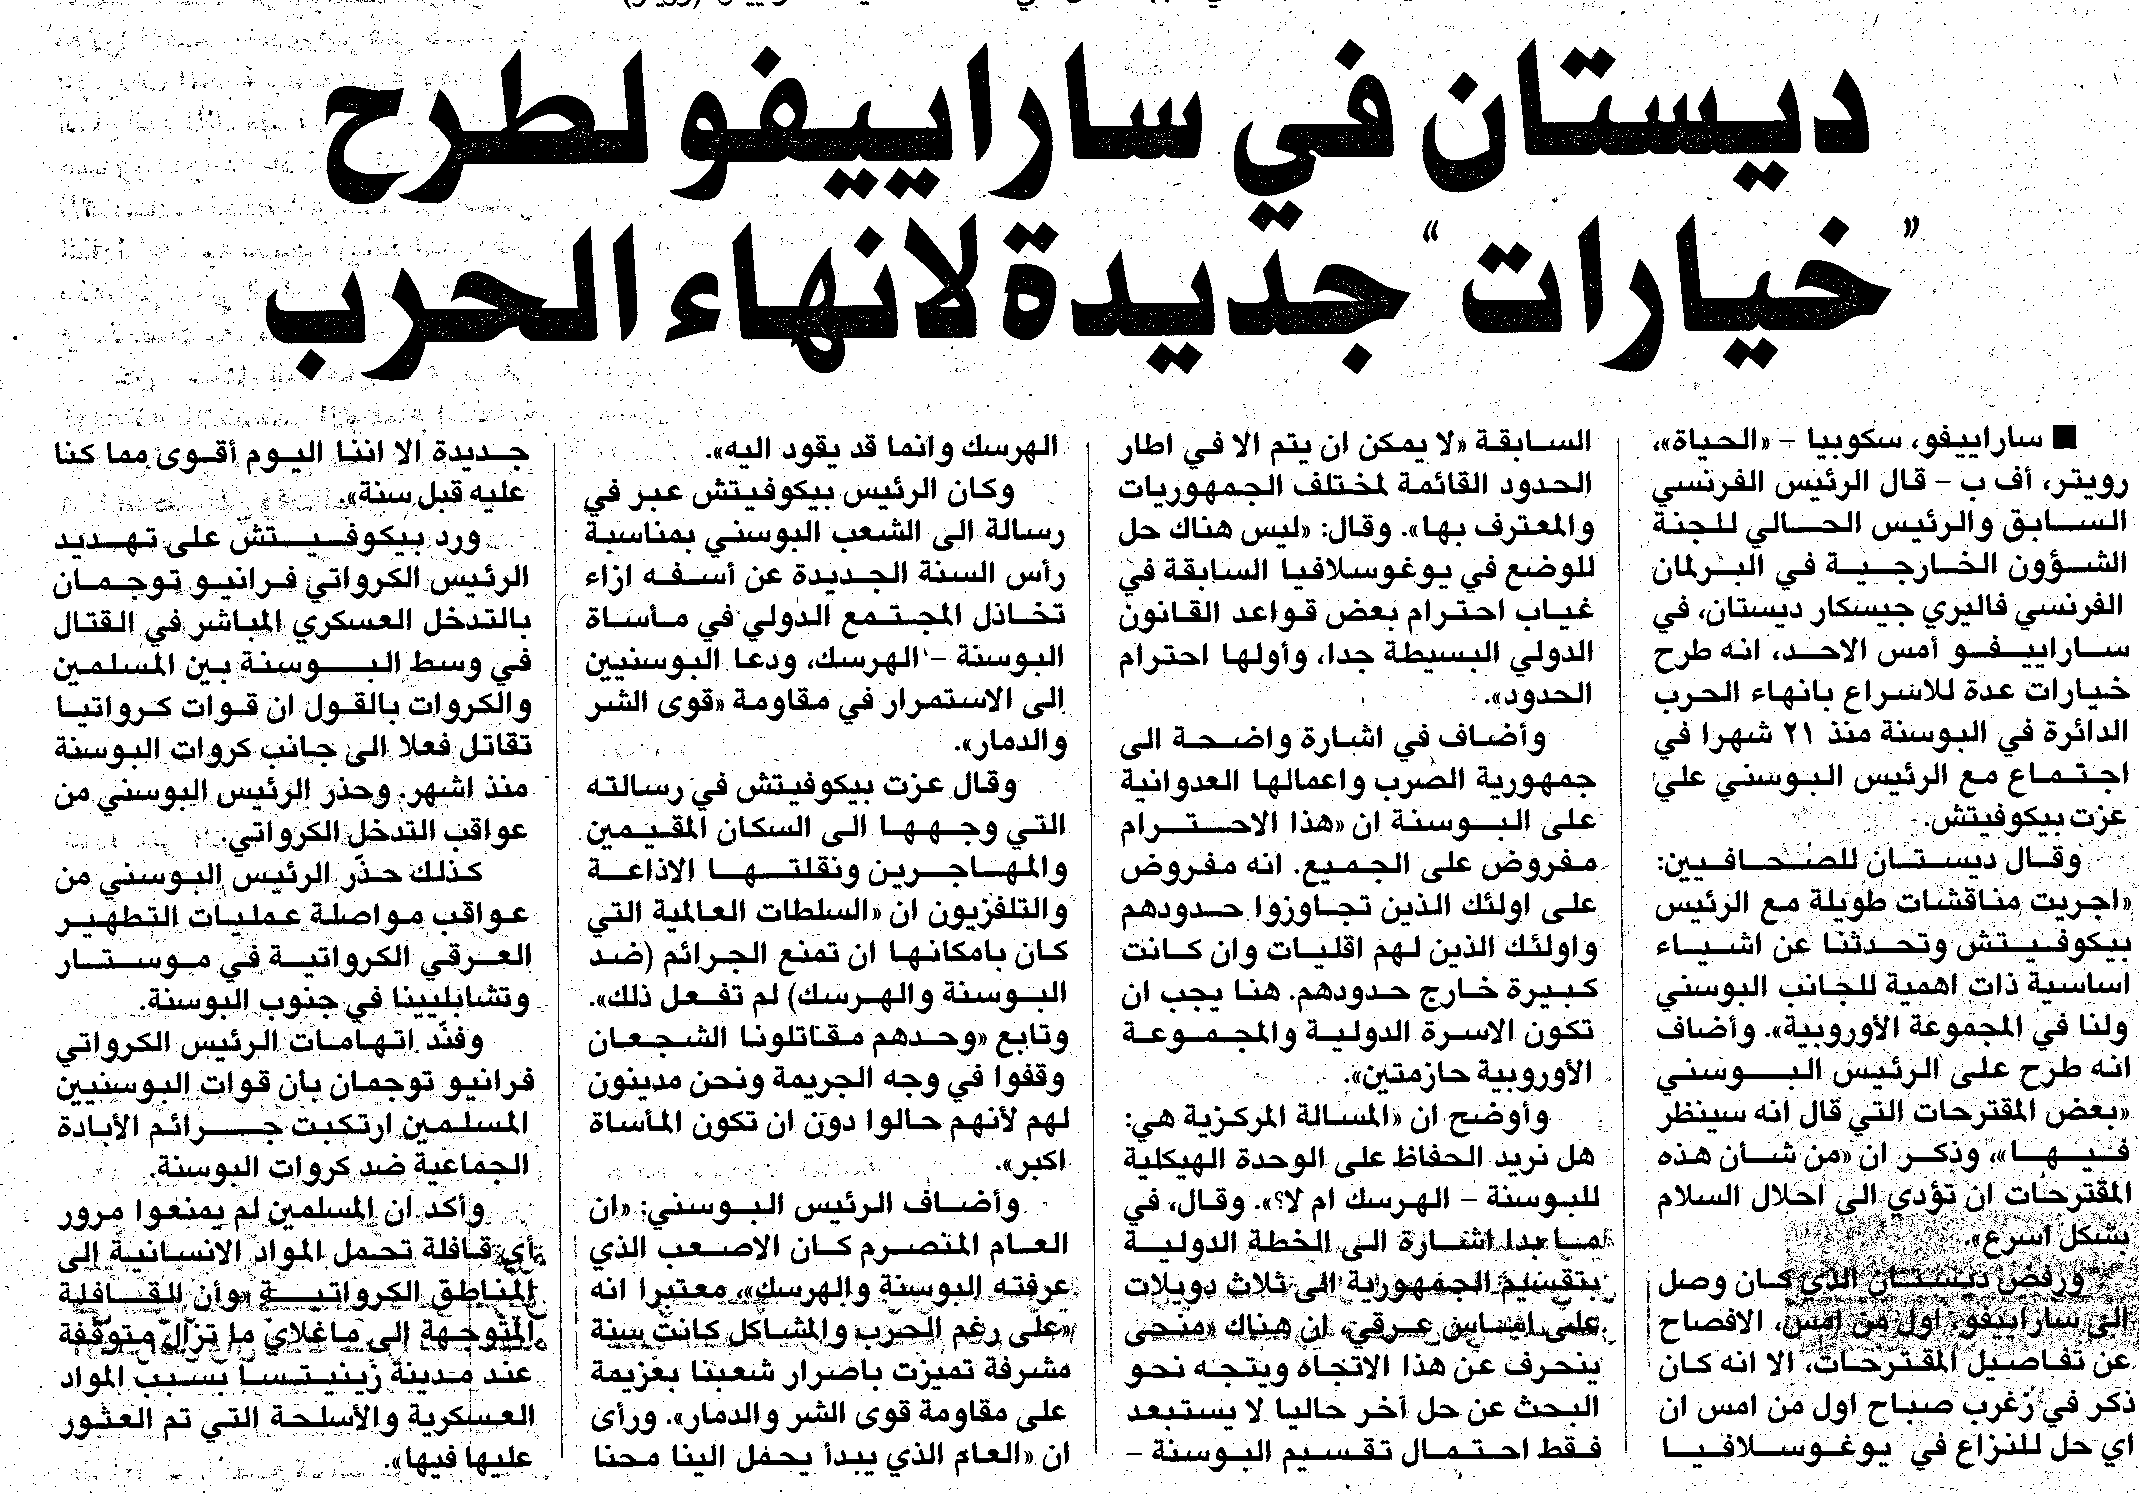 ديستان في ساراييفو لطرح
"خيارات" جديدة لانهاء الحرب
■ ساراييفو، سكوبيا – «الحياة»،
رويتر، أف ب – قال الرئيس الفرنسي
السابق والرئيس الحالي للجنة
الشؤون الخارجية في البرلمان
الفرنسي فاليري جيسكار ديستان، في
ساراييفو أمس الاحد، انه طرح
خيارات عدة للاسراع بانهاء الحرب
الدائرة في البوسنة منذ ٢١ شهرا في
اجتماع مع الرئيس البوسني علي
عزت بيكوفيتش.
وقال ديستان للصحافيين:
«اجريت مناقشات طويلة مع الرئيس
بيكوفيتش وتحدثنا عن اشياء
اساسية ذات اهمية للجانب البوسني
ولنا في المجموعة الأوروبية». وأضاف
انه طرح على الرئيس البوسني
«بعض المقترحات التي قال انه سينظر
فيها»، وذكر ان «من شأن هذه
المقترحات ان تؤدي الى احلال السلام
بشكل أسرع».
ورفض ديستان الذي كان وصل
الى ساراييفو، اول من امس، الافصاح
عن تفاصيل المقترحات، الا انه كان
ذكر في زغرب صباح اول من امس ان
اي حل للنزاع في يوغوسلافيا
السابقة «لا يمكن ان يتم الا في اطار
الحدود القائمة لمختلف الجمهوريات
والمعترف بها». وقال: «ليس هناك حل
للوضع في يوغوسلافيا السابقة في
غياب احترام بعض قواعد القانون
الدولي البسيطة جدا، وأولها احترام
الحدود».
وأضاف في اشارة واضحة الى
جمهورية الصرب واعمالها العدوانية
على البوسنة ان «هذا الاحترام
مفروض على الجميع. انه مفروض
على اولئك الذين تجاوزوا حدودهم
واولئك الذين لهم اقليات وان كانت
كبيرة خارج حدودهم. هنا يجب ان
تكون الاسرة الدولية والمجموعة
الأوروبية حازمتين».
وأوضح ان «المسالة المركزية هي:
هل نريد الحفاظ على الوحدة الهيكلية
للبوسنة – الهرسك ام لا؟». وقال، في
ما بدا اشارة الى الخطة الدولية
بتقسيم الجمهورية الى ثلاث دويلات
على اساس عرقي، ان هناك «منحى
ينحرف عن هذا الاتجاه ويتجه نحو
البحث عن حل أخر حاليا لا يستبعد
فقط احتمال تقسيم البوسنة –
الهرسك وانما قد يقود اليه».
وكان الرئيس بيكوفيتش عبر في
رسالة الى الشعب البوسني بمناسبة
رأس السنة الجديدة عن أسفه ازاء
تخاذل المجتمع الدولي في مأساة
البوسنة – الهرسك، ودعا البوسنيين
إلى الاستمرار في مقاومة «قوى الشر
والدمار».
وقال عزت بيكوفيتش في رسالته
التي وجهها الى السكان المقيمين
والمهاجرين ونقلتها الاذاعة
والتلفزيون ان «السلطات العالمية التي
كان بامكانها ان تمنع الجرائم (ضد
البوسنة والهرسك) لم تفعل ذلك».
وتابع «وحدهم مقاتلونا الشجعان
وقفوا في وجه الجريمة ونحن مدينون
لهم لأنهم حالوا دون ان تكون المأساة
اكبر».
وأضاف الرئيس البوسني: «ان
العام المنصرم كان الاصعب الذي
عرفته البوسنة والهرسك»، معتبرا انه
«على رغم الحرب والمشاكل كانت سنة
مشرفة تميزت باصرار شعبنا بعزيمة
على مقاومة قوى الشر والدمار». ورأى
ان «العام الذي يبدأ يحمل الينا محنا
جديدة الا اننا اليوم أقوى مما كنا
عليه قبل سنة».
ورد بيكوفيتش على تهديد
الرئيس الكرواتي فرانيو توجمان
بالتدخل العسكري المباشر في القتال
في وسط البوسنة بين المسلمين
والكروات بالقول ان قوات كرواتيا
تقاتل فعلا الى جانب كروات البوسنة
منذ اشهر. وحذر الرئيس البوسني من
عواقب التدخل الكرواتي.
كذلك حذّر الرئيس البوسني من
عواقب مواصلة عمليات التطهير
العرقي الكرواتية في موستار
وتشابليينا في جنوب البوسنة.
وفنّد اتهامات الرئيس الكرواتي
فرانيو توجمان بأن قوات البوسنيين
المسلمين ارتكبت جرائم الأبادة
الجماعية ضد كروات البوسنة.
وأكد ان المسلمين لم يمنعوا مرور
أي قافلة تحمل المواد الانسانية إلى
المناطق الكرواتية «وأن القافلة
المتوجهة إلى ماغلاي ما تزال متوقفة
عند مدينة زينيتسا بسبب المواد
العسكرية والأسلحة التي تم العثور
عليها فيها».